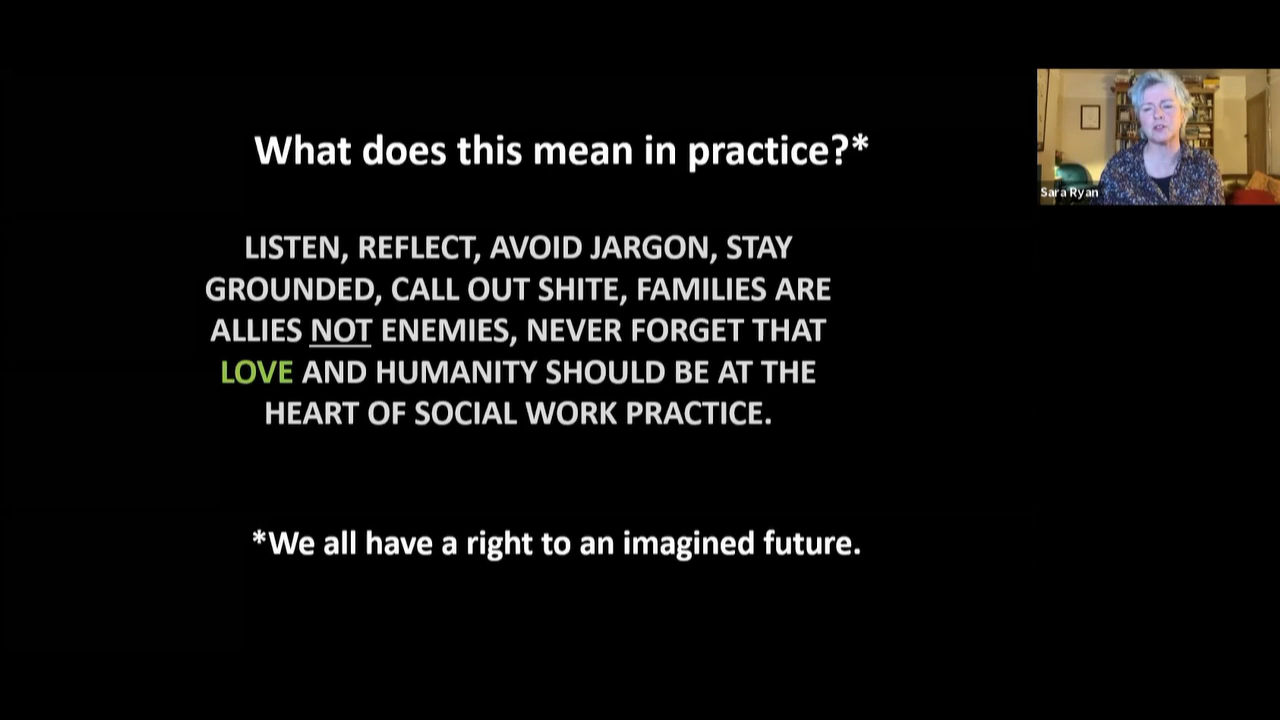 What does this mean in practice?*
Sara Ryan
LISTEN, REFLECT, AVOID JARGON, STAY
GROUNDED, CALL OUT SHITE, FAMILIES ARE
ALLIES NOT ENEMIES, NEVER FORGET THAT
LOVE AND HUMANITY SHOULD BE AT THE
HEART OF SOCIAL WORK PRACTICE.
*We all have a right to an imagined future.